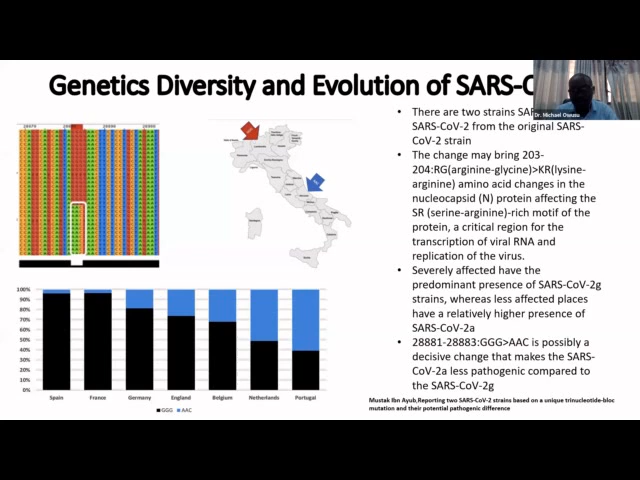 Genetics Diversity and Evolution of SARS-C
Dr. Michael Owusu
• There are two strains SAR
SARS-CoV-2 from the original SARS-
CoV-2 strain
• The change may bring 203-
204:RG(arginine-glycine)>KR(lysine-
arginine) amino acid changes in the
nucleocapsid (N) protein affecting the
SR (serine-arginine)-rich motif of the
protein, a critical region for the
transcription of viral RNA and
replication of the virus.
• Severely affected have the
predominant presence of SARS-CoV-2g
strains, whereas less affected places
have a relatively higher presence of
SARS-CoV-2a
• 28881-28883:GGG>AAC is possibly a
decisive change that makes the SARS-
CoV-2a less pathogenic compared to
the SARS-CoV-2g
Mustak Ibn Ayub,Reporting two SARS-CoV-2 strains based on a unique trinucleotide-bloc
mutation and their potential pathogenic difference
100%
90%
80%
70%
60%
50%
40%
30%
20%
10%
0%
Spain France Germany England Belgium Netherlands Portugal
GGG AAC